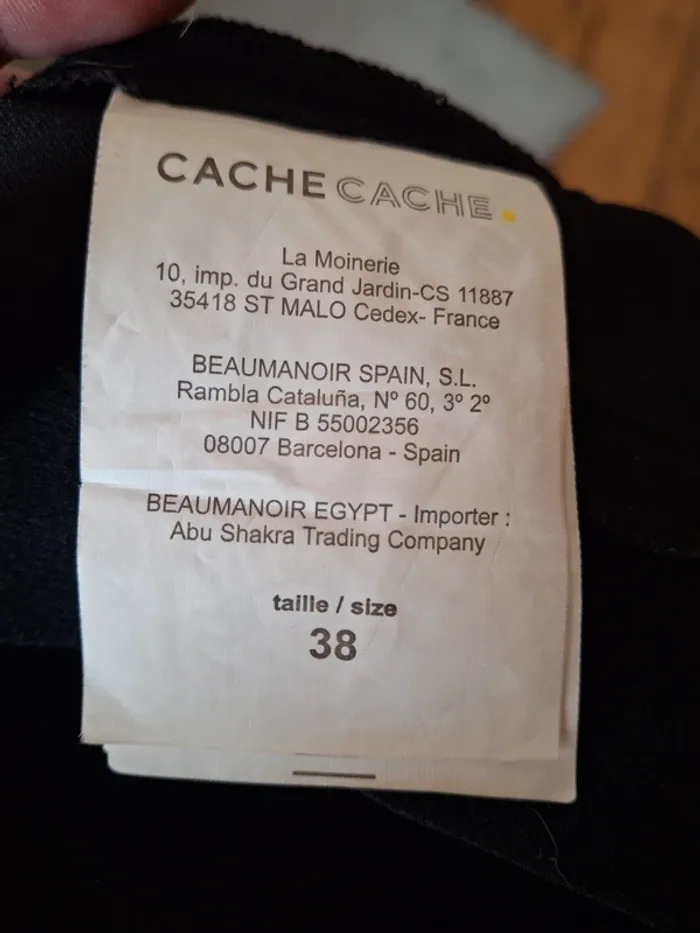 CACHE CACHE.
La Moinerie
10, imp. du Grand Jardin-CS 11887
35418 ST MALO Cedex- France
BEAUMANOIR SPAIN, S.L.
Rambla Cataluña, Nº 60, 3º 2º
NIF B 55002356
08007 Barcelona - Spain
BEAUMANOIR EGYPT - Importer :
Abu Shakra Trading Company
taille / size
38